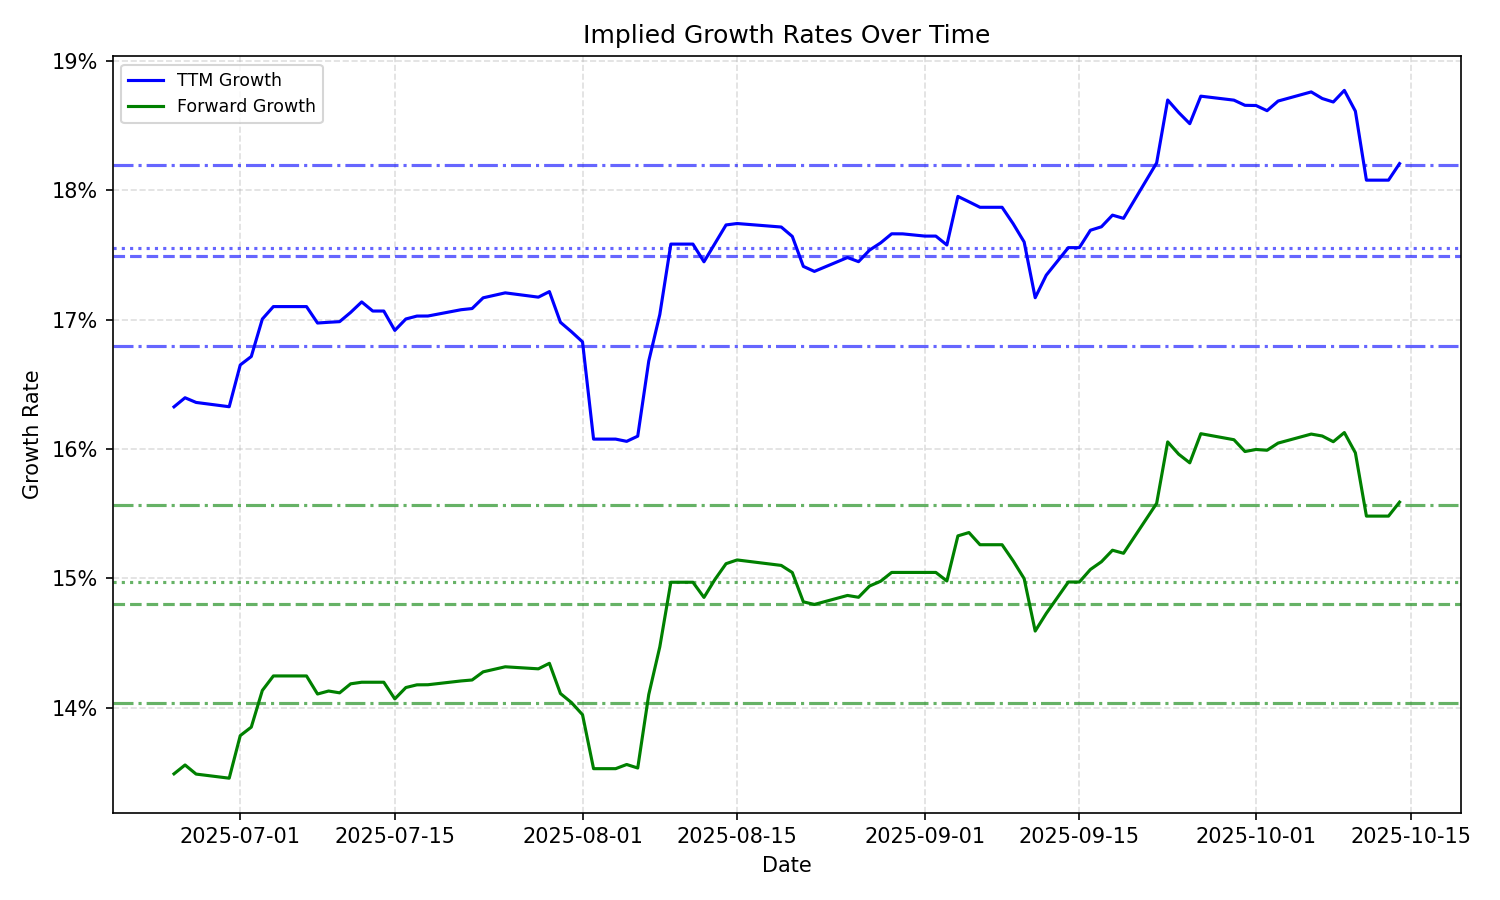 Implied Growth Rates Over Time
TTM Growth
Forward Growth
Growth Rate
19%
18%
17%
16%
15%
14%
2025-07-01 2025-07-15 2025-08-01 2025-08-15 2025-09-01 2025-09-15 2025-10-01 2025-10-15
Date